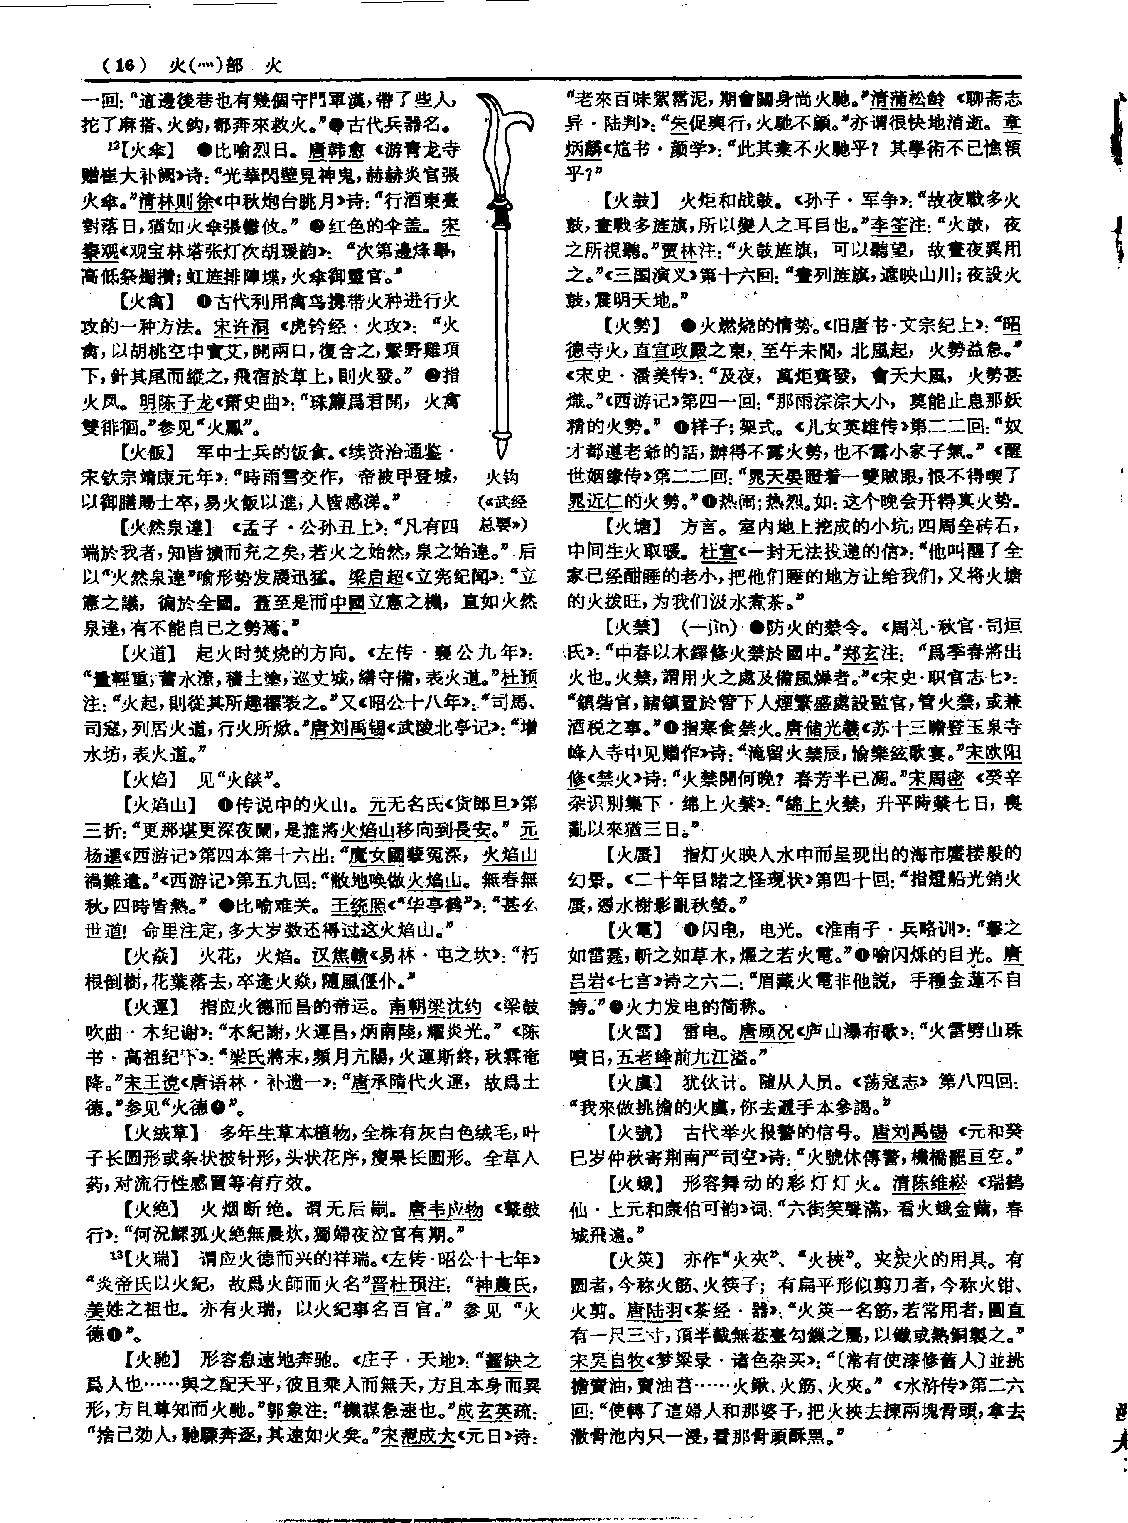 (16) 火(灬)部 火
一回：“道邊後巷也有幾個守門軍漢，帶了些人，
抡了麻搭、火鈎，都奔來救火。”❷古代兵器名。
12【火傘】 ❶比喻烈日。唐韩愈《游青龙寺
赠崔大补阙》诗：“光華閃壁見神鬼，赫赫炎官張
火傘。”清林则徐《中秋炮台眺月》诗：“行酒東臺
對落日，猶如火傘張鬱攸。” ❷红色的伞盖。宋
秦观《观宝林塔张灯次胡瑗韵》：“次第邊烽舉，
高低祭燭攢；虹旌排陣堞，火傘御靈官。”
【火禽】 ❶古代利用禽鸟携带火种进行火
攻的一种方法。宋许洞《虎钤经·火攻》：“火
禽，以胡桃空中實艾，開兩口，復合之，繫野雞項
下，針其尾而縱之，飛宿於草上，則火發。” ❷指
火凤。明陈子龙《萧史曲》：“珠簾爲君開，火禽
雙徘徊。”参见“火鳳”。
【火飯】 军中士兵的饭食。《续资治通鉴·
宋钦宗靖康元年》：“時雨雪交作，帝被甲登城，
以御膳賜士卒，易火飯以進，人皆感涕。”
火钩
(《武经
总要》)
【火然泉達】 《孟子·公孙丑上》：“凡有四
端於我者，知皆擴而充之矣，若火之始然，泉之始達。”后
以“火然泉達”喻形势发展迅猛。梁启超《立宪纪闻》：“立
憲之議，徧於全國。蓋至是而中國立憲之機，直如火然
泉達，有不能自已之勢焉。”
【火道】 起火时焚烧的方向。《左传·襄公九年》：
“量輕重，蓄水潦，積土塗，巡丈城，繕守備，表火道。”杜预
注：“火起，則從其所趣摽表之。”又《昭公十八年》：“司馬、
司寇，列居火道，行火所焮。”唐刘禹锡《武陵北亭记》：“增
水坊，表火道。”
【火焰】 见“火燄”。
【火焰山】 ❶传说中的火山。元无名氏《货郎旦》第
三折：“更那堪更深夜闌，是誰將火焰山移向到長安。”元
杨暹《西游记》第四本第十六出：“魔女國孽冤深，火焰山
禍難遣。”《西游记》第五九回：“敝地唤做火焰山。無春無
秋，四時皆熱。” ❷比喻难关。王统照《“华亭鹤”》：“甚么
世道！命里注定，多大岁数还得过这火焰山。”
【火焱】 火花，火焰。汉焦赣《易林·屯之坎》：“朽
根倒樹，花葉落去，卒逢火焱，隨風偃仆。”
【火運】 指应火德而昌的帝运。南朝梁沈约《梁鼓
吹曲·木纪谢》：“木紀謝，火運昌，炳南陸，耀炎光。”《陈
书·高祖纪下》：“梁氏將末，頻月亢陽，火運斯終，秋霖奄
降。”宋王谠《唐语林·补遗一》：“唐承隋代火運，故爲土
德。”参见“火德❶”。
【火绒草】 多年生草本植物，全株有灰白色绒毛，叶
子长圆形或条状披针形，头状花序，瘦果长圆形。全草入
药，对流行性感冒等有疗效。
【火绝】 火烟断绝。谓无后嗣。唐韦应物《鼙鼓
行》：“何況鰥孤火絶無晨炊，獨婦夜泣官有期。”
13【火瑞】 谓应火德而兴的祥瑞。《左传·昭公十七年》
“炎帝氏以火紀，故爲火師而火名”晋杜预注：“神農氏，
姜姓之祖也。亦有火瑞，以火紀事名百官。”参见“火
德❶”。
【火馳】 形容急速地奔驰。《庄子·天地》：“齧缺之
爲人也……與之配天乎，彼且乘人而無天，方且本身而異
形，方且尊知而火馳。”郭象注：“機謀急速也。”成玄英疏：
“捨己効人，馳驟奔逐，其速如火矣。”宋范成大《元日》诗：
“老來百味絮霑泥，期會關身尚火馳。”清蒲松龄《聊斋志
异·陆判》：“矢促與行，火馳不顧。”亦谓很快地消逝。章
炳麟《訄书·颜学》：“此其乘不火馳乎？其學術不已憔領
乎？”
【火鼓】 火炬和战鼓。《孙子·军争》：“故夜戰多火
鼓，晝戰多旌旗，所以變人之耳目也。”李筌注：“火鼓，夜
之所視聽。”贾林注：“火鼓旌旗，可以聽望，故晝夜異用
之。”《三国演义》第十六回：“晝列旌旗，遮映山川；夜設火
鼓，震明天地。”
【火勢】 ❶火燃烧的情势。《旧唐书·文宗纪上》：“昭
德寺火，直宣政殿之東，至午未間，北風起，火勢益急。”
《宋史·潘美传》：“及夜，萬炬齊發，會天大風，火勢甚
熾。”《西游记》第四一回：“那雨淙淙大小，莫能止息那妖
精的火勢。” ❷样子；架式。《儿女英雄传》第二二回：“奴
才都遵老爺的話，辦得不露火勢，也不露小家子氣。”《醒
世姻缘传》第二二回：“晁天晏瞪着一雙賊眼，恨不得喫了
晁近仁的火勢。”❸热闹；热烈。如：这个晚会开得真火势。
【火塘】 方言。室内地上挖成的小坑；四周垒砖石，
中间生火取暖。杜宣《一封无法投递的信》：“他叫醒了全
家已经酣睡的老小，把他们睡的地方让给我们，又将火塘
的火拨旺，为我们汲水煮茶。”
【火禁】 (—jìn) ❶防火的禁令。《周礼·秋官·司烜
氏》：“中春以木鐸修火禁於國中。”郑玄注：“爲季春將出
火也。火禁，謂用火之處及備風燥者。”《宋史·职官志七》：
“鎮砦官，諸鎮置於管下人煙繁盛處設監官，管火禁，或兼
酒税之事。”❷指寒食禁火。唐储光羲《苏十三瞻登玉泉寺
峰入寺中见赠作》诗：“淹留火禁辰，愉樂絃歌宴。”宋欧阳
修《禁火》诗：“火禁開何晚？春芳半已凋。”宋周密《癸辛
杂识别集下·绵上火禁》：“綿上火禁，升平時禁七日，喪
亂以來猶三日。”
【火蜃】 指灯火映入水中而呈现出的海市蜃楼般的
幻景。《二十年目睹之怪现状》第四十回：“指燈船光銷火
蜃，憑水榭影亂秋螢。”
【火電】 ❶闪电，电光。《淮南子·兵略训》：“擊之
如雷霆，斬之如草木，燿之若火電。”❷喻闪烁的目光。唐
吕岩《七言》诗之六二：“眉藏火電非他説，手種金蓮不自
誇。”❸火力发电的简称。
【火雷】 雷电。唐顾况《庐山瀑布歌》：“火雷劈山珠
噴日，五老峰前九江溢。”
【火虞】 犹伙计。随从人员。《荡寇志》第八四回：
“我來做挑擔的火虞，你去遞手本參謁。”
【火號】 古代举火报警的信号。唐刘禹锡《元和癸
巳岁仲秋寄荆南严司空》诗：“火號休傳警，機橋罷亘空。”
【火蛾】 形容舞动的彩灯灯火。清陈维崧《瑞鹤
仙·上元和康伯可韵》词：“六街笑聲滿，看火蛾金繭，春
城飛遍。”
【火筴】 亦作“火夾”、“火梜”。夹炭火的用具。有
圆者，今称火筯、火筷子；有扁平形似剪刀者，今称火钳、
火剪。唐陆羽《茶经·器》：“火筴一名筯，若常用者，圓直
有一尺三寸，頂平截無葱薹勾鏁之屬，以鐵或熟銅製之。”
宋吴自牧《梦粱录·诸色杂买》：“〔常有使漆修舊人〕並挑
擔賣油，賣油苕……火鍬、火筯、火夾。”《水浒传》第二六
回：“使轉了這婦人和那婆子，把火梜去揀兩塊骨頭，拿去
潵骨池内只一浸，看那骨頭酥黑。”